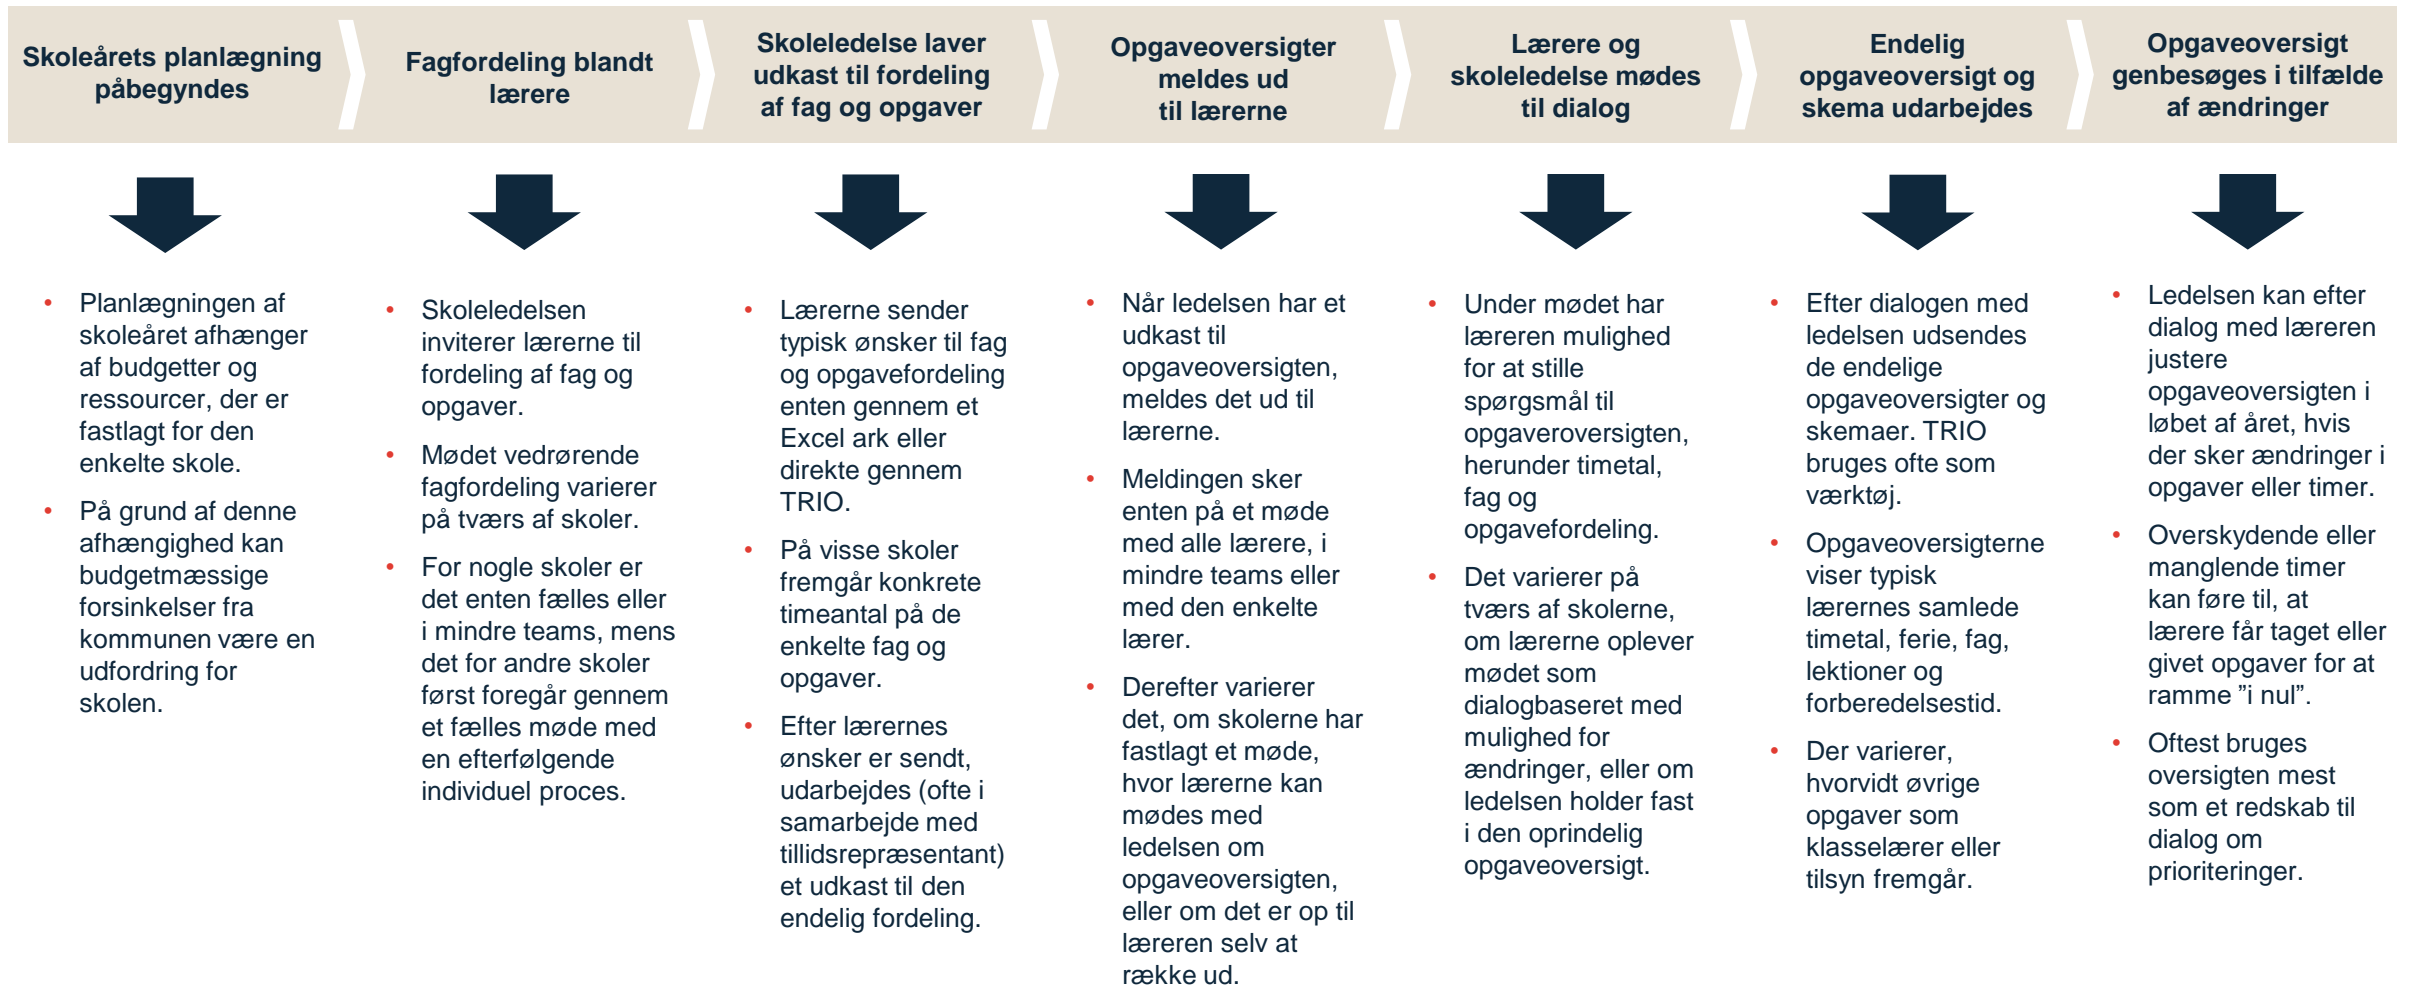 Skoleårets planlægning
påbegyndes
Fagfordeling blandt
lærere
Skoleledelse laver
udkast til fordeling
af fag og opgaver
Opgaveoversigter
meldes ud
til lærerne
Lærere og
skoleledelse mødes
til dialog
Endelig
opgaveoversigt og
skema udarbejdes
Opgaveoversigt
genbesøges i tilfælde
af ændringer
• Planlægningen af
skoleåret afhænger
af budgetter og
ressourcer, der er
fastlagt for den
enkelte skole.
• På grund af denne
afhængighed kan
budgetmæssige
forsinkelser fra
kommunen være en
udfordring for
skolen.
• Skoleledelsen
inviterer lærerne til
fordeling af fag og
opgaver.
• Mødet vedrørende
fagfordeling varierer
på tværs af skoler.
• For nogle skoler er
det enten fælles eller
i mindre teams, mens
det for andre skoler
først foregår gennem
et fælles møde med
en efterfølgende
individuel proces.
• Lærerne sender
typisk ønsker til fag
og opgavefordeling
enten gennem et
Excel ark eller
direkte gennem
TRIO.
• På visse skoler
fremgår konkrete
timeantal på de
enkelte fag og
opgaver.
• Efter lærernes
ønsker er sendt,
udarbejdes (ofte i
samarbejde med
tillidsrepræsentant)
et udkast til den
endelig fordeling.
• Når ledelsen har et
udkast til
opgaveoversigten,
meldes det ud til
lærerne.
• Meldingen sker
enten på et møde
med alle lærere, i
mindre teams eller
med den enkelte
lærer.
• Derefter varierer
det, om skolerne har
fastlagt et møde,
hvor lærerne kan
mødes med
ledelsen om
opgaveoversigten,
eller om det er op til
læreren selv at
række ud.
• Under mødet har
læreren mulighed
for at stille
spørgsmål til
opgaveroversigten,
herunder timetal,
fag og
opgavefordeling.
• Det varierer på
tværs af skolerne,
om lærerne oplever
mødet som
dialogbaseret med
mulighed for
ændringer, eller om
ledelsen holder fast
i den oprindelig
opgaveoversigt.
• Efter dialogen med
ledelsen udsendes
de endelige
opgaveoversigter og
skemaer. TRIO
bruges ofte som
værktøj.
• Opgaveoversigterne
viser typisk
lærernes samlede
timetal, ferie, fag,
lektioner og
forberedelsestid.
• Der varierer,
hvorvidt øvrige
opgaver som
klasselærer eller
tilsyn fremgår.
• Ledelsen kan efter
dialog med læreren
justere
opgaveoversigten i
løbet af året, hvis
der sker ændringer i
opgaver eller timer.
• Overskydende eller
manglende timer
kan føre til, at
lærere får taget eller
givet opgaver for at
ramme ”i nul”.
• Oftest bruges
oversigten mest
som et redskab til
dialog om
prioriteringer.